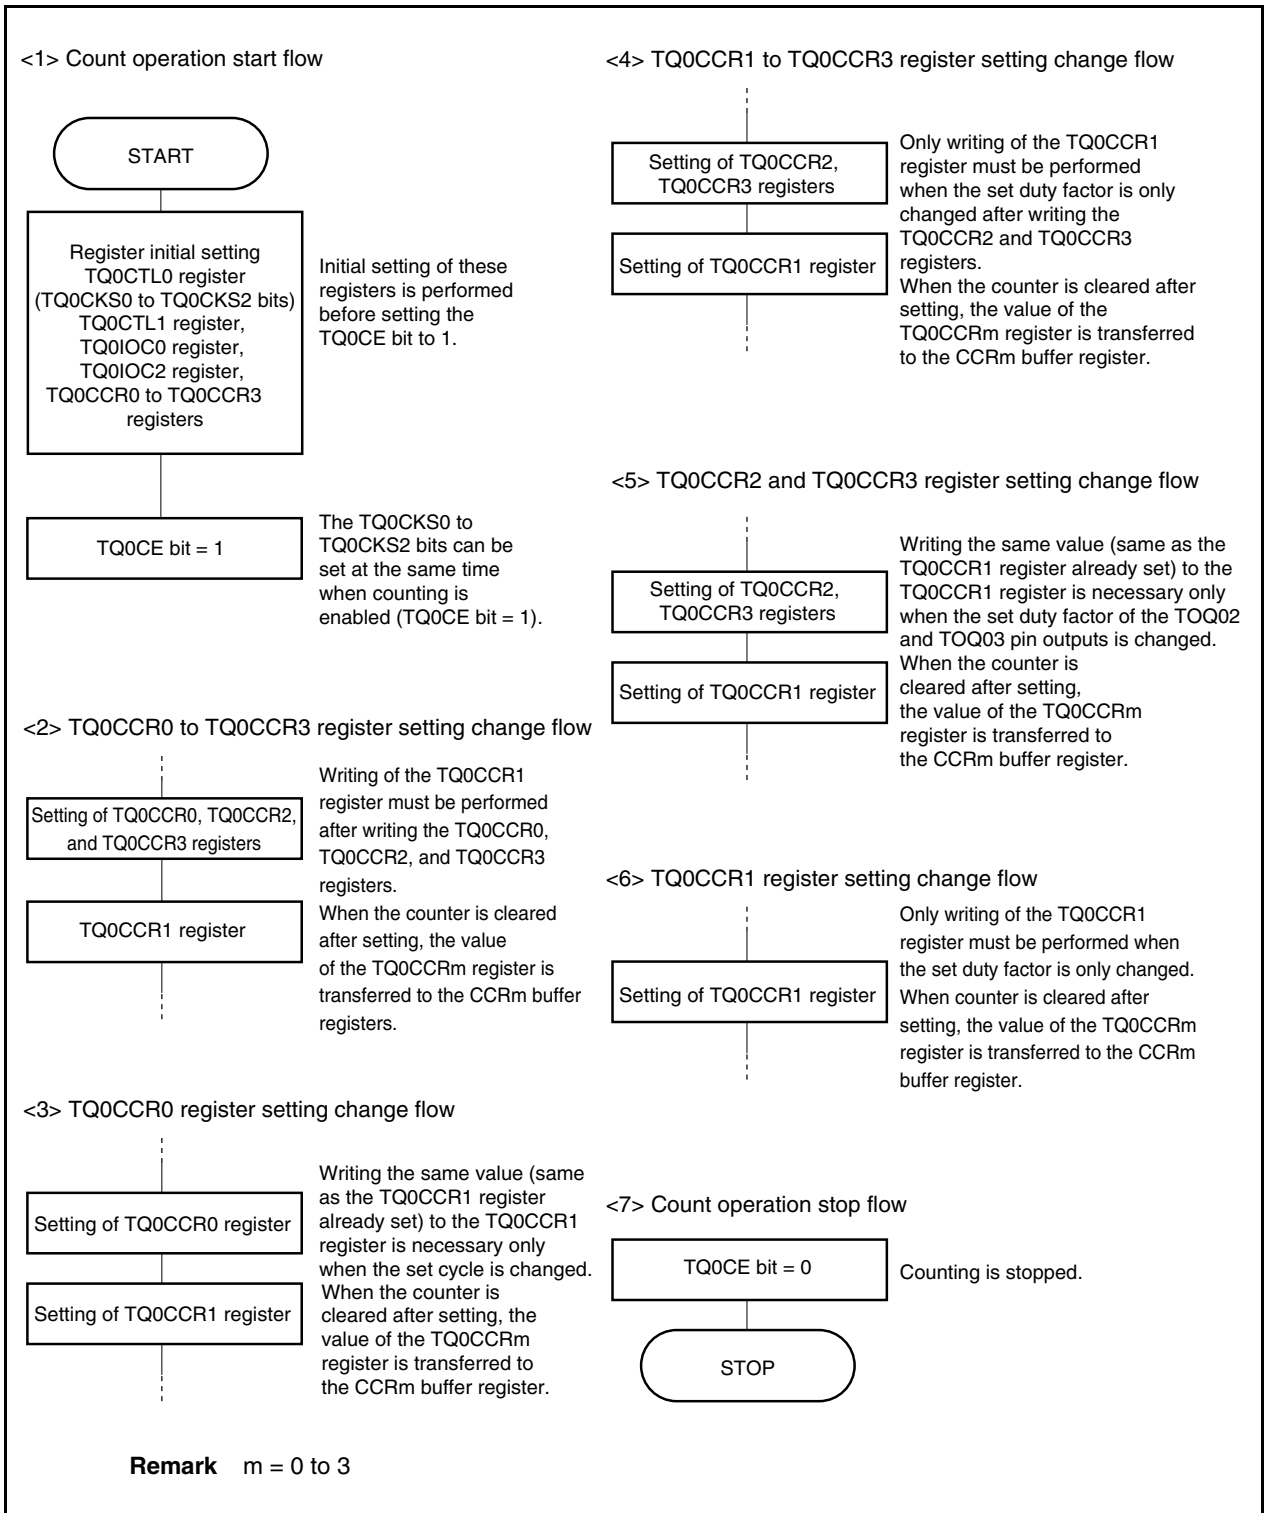 <1> Count operation start flow
START
Register initial setting
TQ0CTL0 register
(TQ0CKS0 to TQ0CKS2 bits)
TQ0CTL1 register,
TQ0IOC0 register,
TQ0IOC2 register,
TQ0CCR0 to TQ0CCR3
registers
Initial setting of these
registers is performed
before setting the
TQ0CE bit to 1.
TQ0CE bit = 1
The TQ0CKS0 to
TQ0CKS2 bits can be
set at the same time
when counting is
enabled (TQ0CE bit = 1).
<2> TQ0CCR0 to TQ0CCR3 register setting change flow
Setting of TQ0CCR0, TQ0CCR2,
and TQ0CCR3 registers
TQ0CCR1 register
Writing of the TQ0CCR1
register must be performed
after writing the TQ0CCR0,
TQ0CCR2, and TQ0CCR3
registers.
When the counter is cleared
after setting, the value
of the TQ0CCRm register is
transferred to the CCRm buffer
registers.
<3> TQ0CCR0 register setting change flow
Setting of TQ0CCR0 register
Setting of TQ0CCR1 register
Writing the same value (same
as the TQ0CCR1 register
already set) to the TQ0CCR1
register is necessary only
when the set cycle is changed.
When the counter is
cleared after setting, the
value of the TQ0CCRm
register is transferred to
the CCRm buffer register.
<4> TQ0CCR1 to TQ0CCR3 register setting change flow
Setting of TQ0CCR2,
TQ0CCR3 registers
Setting of TQ0CCR1 register
Only writing of the TQ0CCR1
register must be performed
when the set duty factor is only
changed after writing the
TQ0CCR2 and TQ0CCR3
registers.
When the counter is cleared after
setting, the value of the
TQ0CCRm register is transferred
to the CCRm buffer register.
<5> TQ0CCR2 and TQ0CCR3 register setting change flow
Setting of TQ0CCR2,
TQ0CCR3 registers
Setting of TQ0CCR1 register
Writing the same value (same as the
TQ0CCR1 register already set) to the
TQ0CCR1 register is necessary only
when the set duty factor of the TOQ02
and TOQ03 pin outputs is changed.
When the counter is
cleared after setting,
the value of the TQ0CCRm
register is transferred to
the CCRm buffer register.
<6> TQ0CCR1 register setting change flow
Setting of TQ0CCR1 register
Only writing of the TQ0CCR1
register must be performed when
the set duty factor is only changed.
When counter is cleared after
setting, the value of the TQ0CCRm
register is transferred to the CCRm
buffer register.
<7> Count operation stop flow
TQ0CE bit = 0
Counting is stopped.
STOP
Remark m = 0 to 3